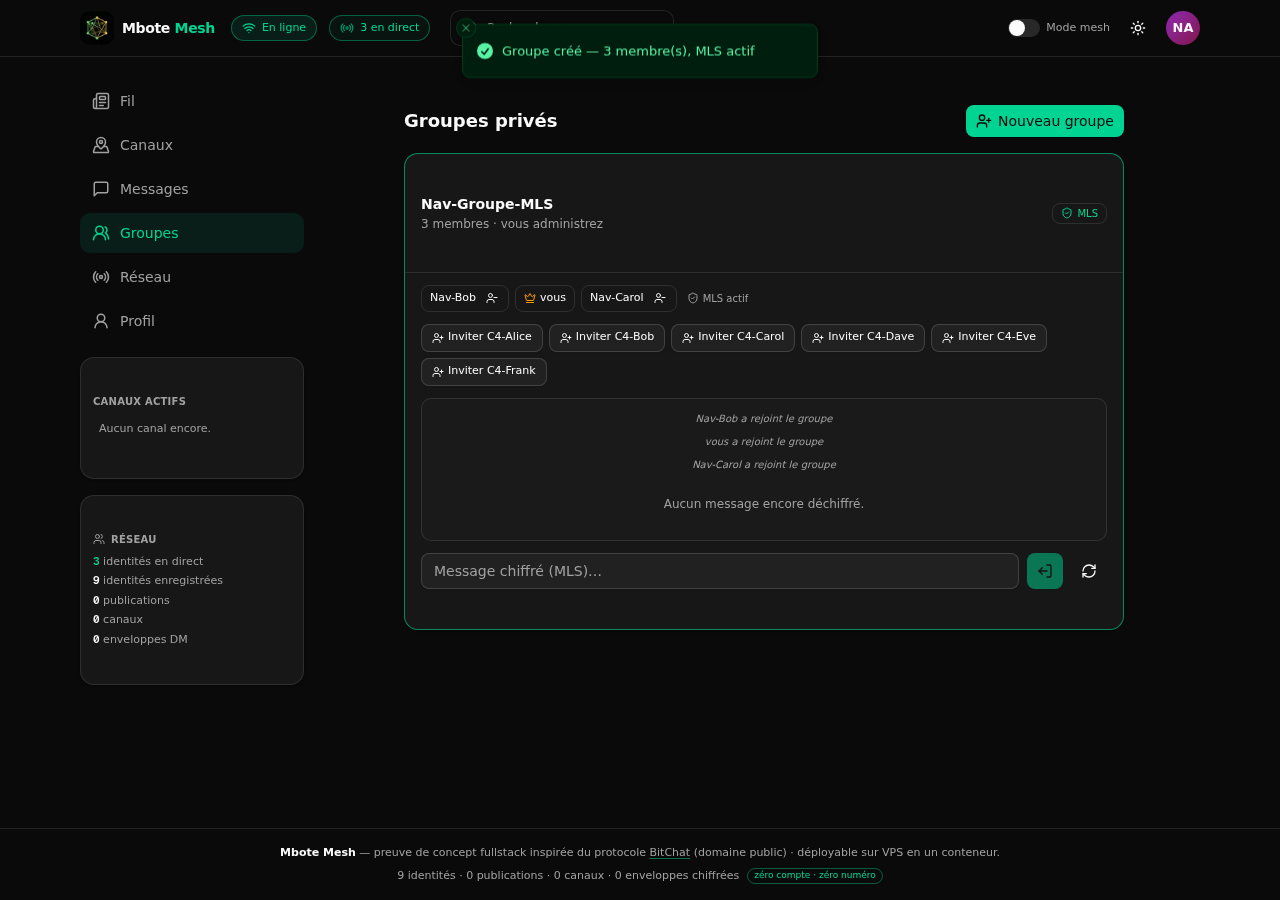 Mbote Mesh
En ligne
3 en direct
Groupe créé — 3 membre(s), MLS actif
Mode mesh
NA
Fil
Canaux
Messages
Groupes
Réseau
Profil
CANAUX ACTIFS
Aucun canal encore.
RÉSEAU
3 identités en direct
9 identités enregistrées
0 publications
0 canaux
0 enveloppes DM
Groupes privés
Nouveau groupe
Nav-Groupe-MLS
3 membres · vous administrez
MLS
Nav-Bob
vous
Nav-Carol
MLS actif
Inviter C4-Alice
Inviter C4-Bob
Inviter C4-Carol
Inviter C4-Dave
Inviter C4-Eve
Inviter C4-Frank
Nav-Bob a rejoint le groupe
vous a rejoint le groupe
Nav-Carol a rejoint le groupe
Aucun message encore déchiffré.
Message chiffré (MLS)…
Mbote Mesh — preuve de concept fullstack inspirée du protocole BitChat (domaine public) · déployable sur VPS en un conteneur.
9 identités · 0 publications · 0 canaux · 0 enveloppes chiffrées
zéro compte · zéro numéro